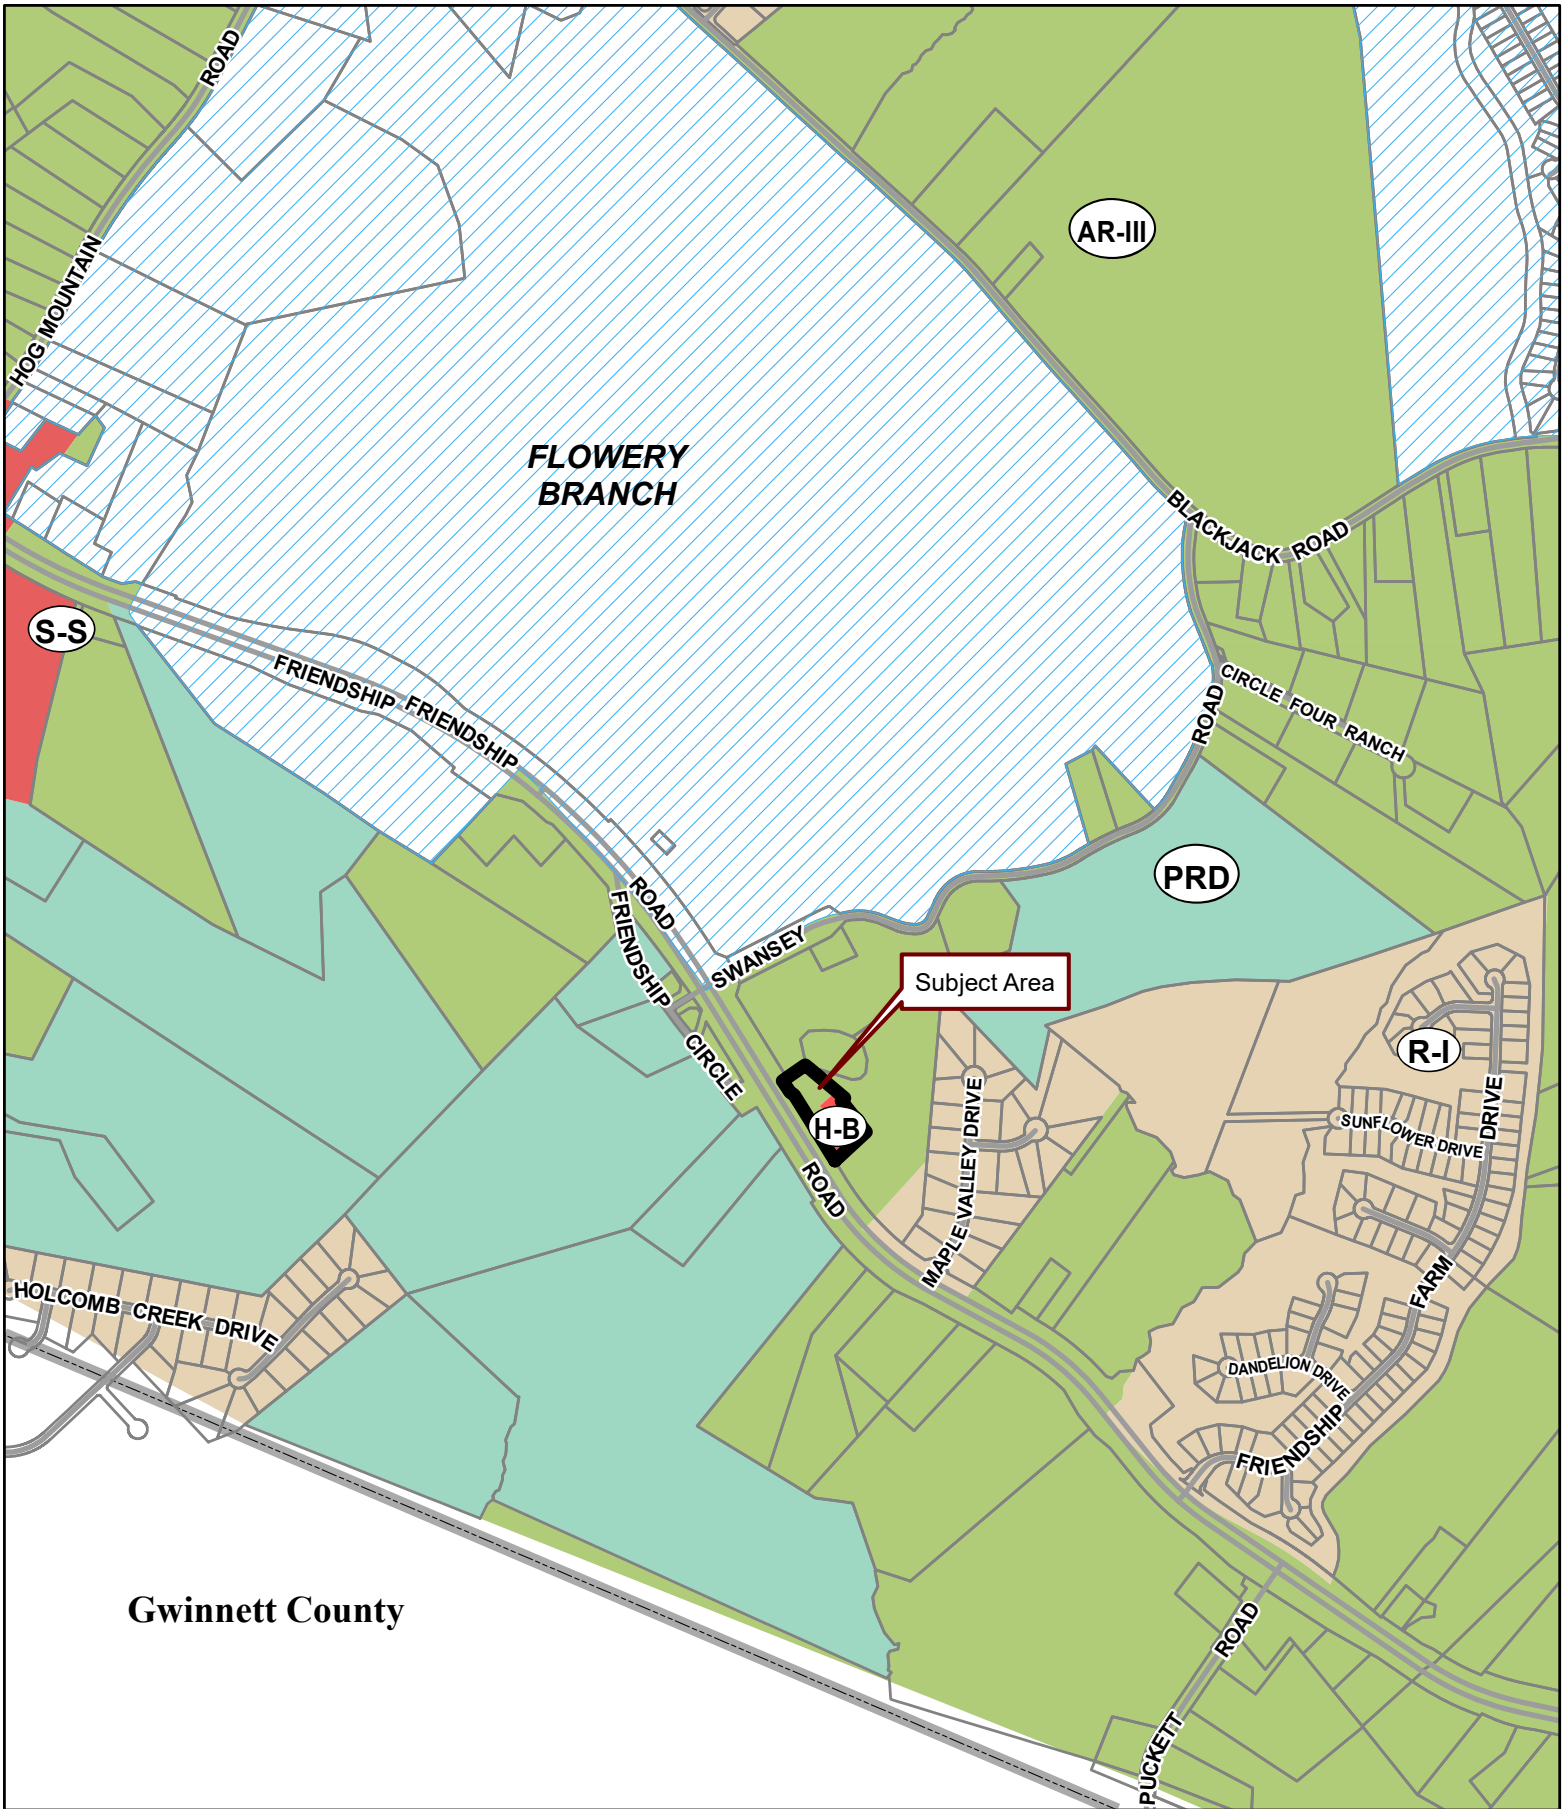 ROAD
HOG MOUNTAIN
AR-III
FLOWERY
BRANCH
BLACKJACK ROAD
S-S
FRIENDSHIP
FRIENDSHIP
ROAD
CIRCLE FOUR RANCH
ROAD
PRD
FRIENDSHIP
CIRCLE
SWANSEY
Subject Area
R-I
H-B
ROAD
MAPLE VALLEY DRIVE
SUNFLOWER DRIVE
DRIVE
FARM
FRIENDSHIP
DANDELION DRIVE
HOLCOMB CREEK DRIVE
Gwinnett County
ROAD
PUCKETT